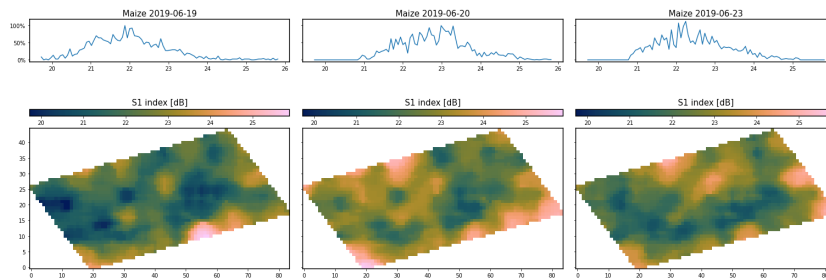 Maize 2019-06-19
Maize 2019-06-20
Maize 2019-06-23
100%
50%
0%
20 21 22 23 24 25 26
20 21 22 23 24 25 26
20 21 22 23 24 25
S1 index [dB]
S1 index [dB]
S1 index [dB]
20 21 22 23 24 25
20 21 22 23 24 25
20 21 22 23 24 25
40
35
30
25
20
15
10
5
0
0 10 20 30 40 50 60 70 80
0 10 20 30 40 50 60 70 80
0 10 20 30 40 50 60 70